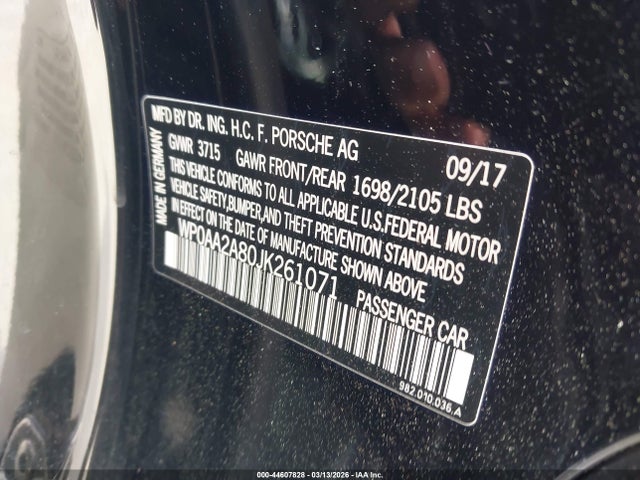 MFD BY DR. ING. H.C. F. PORSCHE AG 09/17
GVWR 3715 GAWR FRONT/REAR 1698/2105 LBS
THIS VEHICLE CONFORMS TO ALL APPLICABLE U.S.FEDERAL MOTOR
VEHICLE SAFETY,BUMPER,AND THEFT PREVENTION STANDARDS
IN EFFECT ON THE DATE OF MANUFACTURE SHOWN ABOVE.
WP0AA2A80JK261071 PASSENGER CAR
MADE IN GERMANY
982.010.036.A
000-44607828 | 03/13/2026 | IAA Inc.